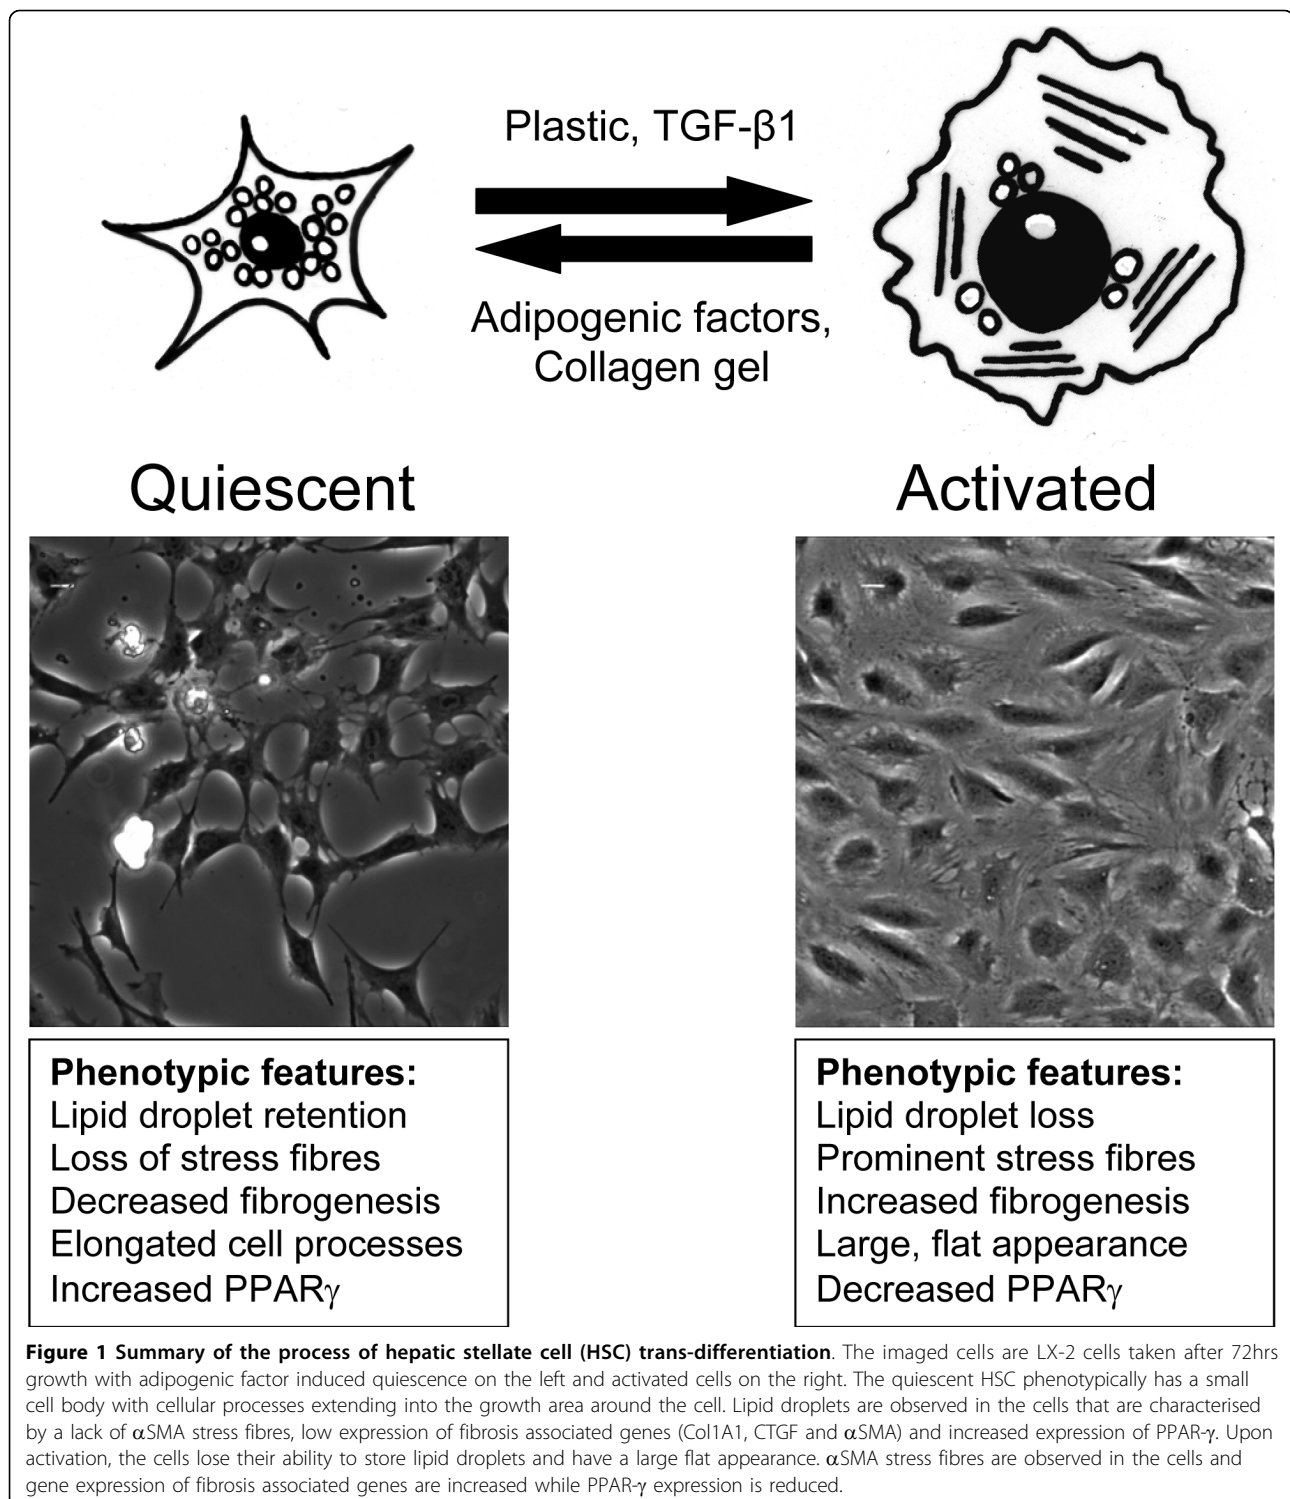 Plastic, TGF-β1
Adipogenic factors,
Collagen gel
Quiescent
Activated
Phenotypic features:
Lipid droplet retention
Loss of stress fibres
Decreased fibrogenesis
Elongated cell processes
Increased PPARγ
Phenotypic features:
Lipid droplet loss
Prominent stress fibres
Increased fibrogenesis
Large, flat appearance
Decreased PPARγ
Figure 1 Summary of the process of hepatic stellate cell (HSC) trans-differentiation. The imaged cells are LX-2 cells taken after 72hrs
growth with adipogenic factor induced quiescence on the left and activated cells on the right. The quiescent HSC phenotypically has a small
cell body with cellular processes extending into the growth area around the cell. Lipid droplets are observed in the cells that are characterised
by a lack of αSMA stress fibres, low expression of fibrosis associated genes (Col1A1, CTGF and αSMA) and increased expression of PPAR-γ. Upon
activation, the cells lose their ability to store lipid droplets and have a large flat appearance. αSMA stress fibres are observed in the cells and
gene expression of fibrosis associated genes are increased while PPAR-γ expression is reduced.